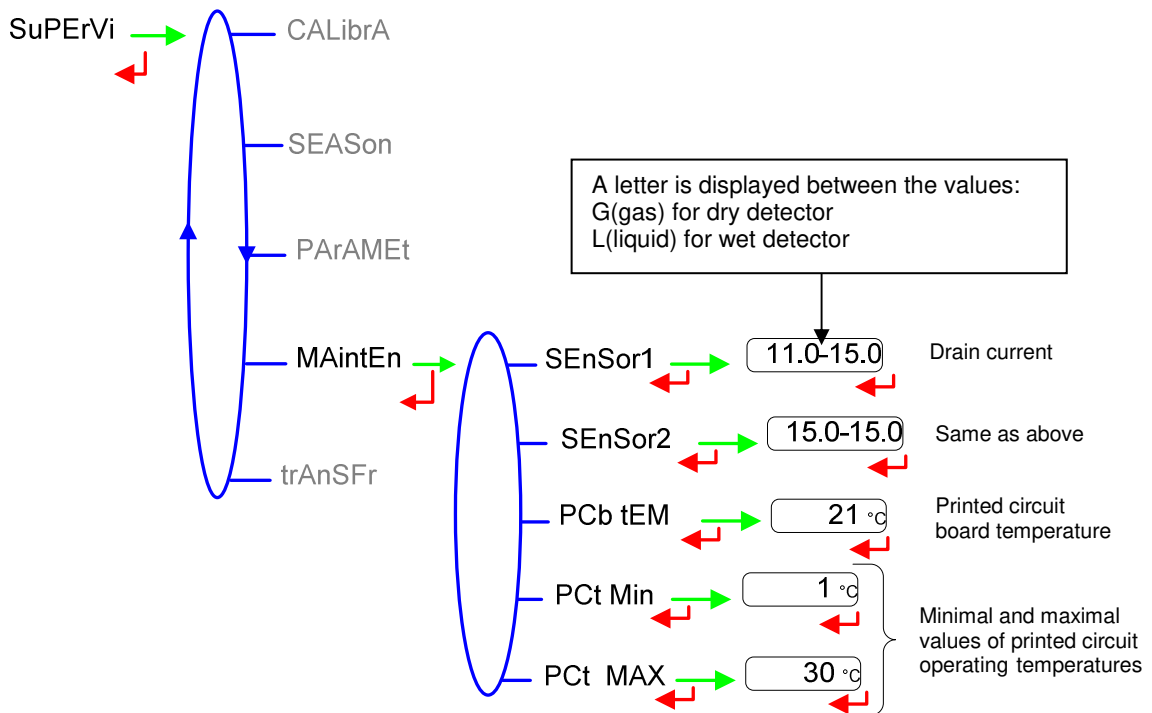 SuPErVi
CALibrA
SEASon
A letter is displayed between the values:
G(gas) for dry detector
L(liquid) for wet detector
PArAMEt
MAintEn
SEnSor1
11.0-15.0
Drain current
SEnSor2
15.0-15.0
Same as above
trAnSFr
PCb tEM
21 °C
Printed circuit
board temperature
PCt Min
1 °C
Minimal and maximal
values of printed circuit
operating temperatures
PCt MAX
30 °C